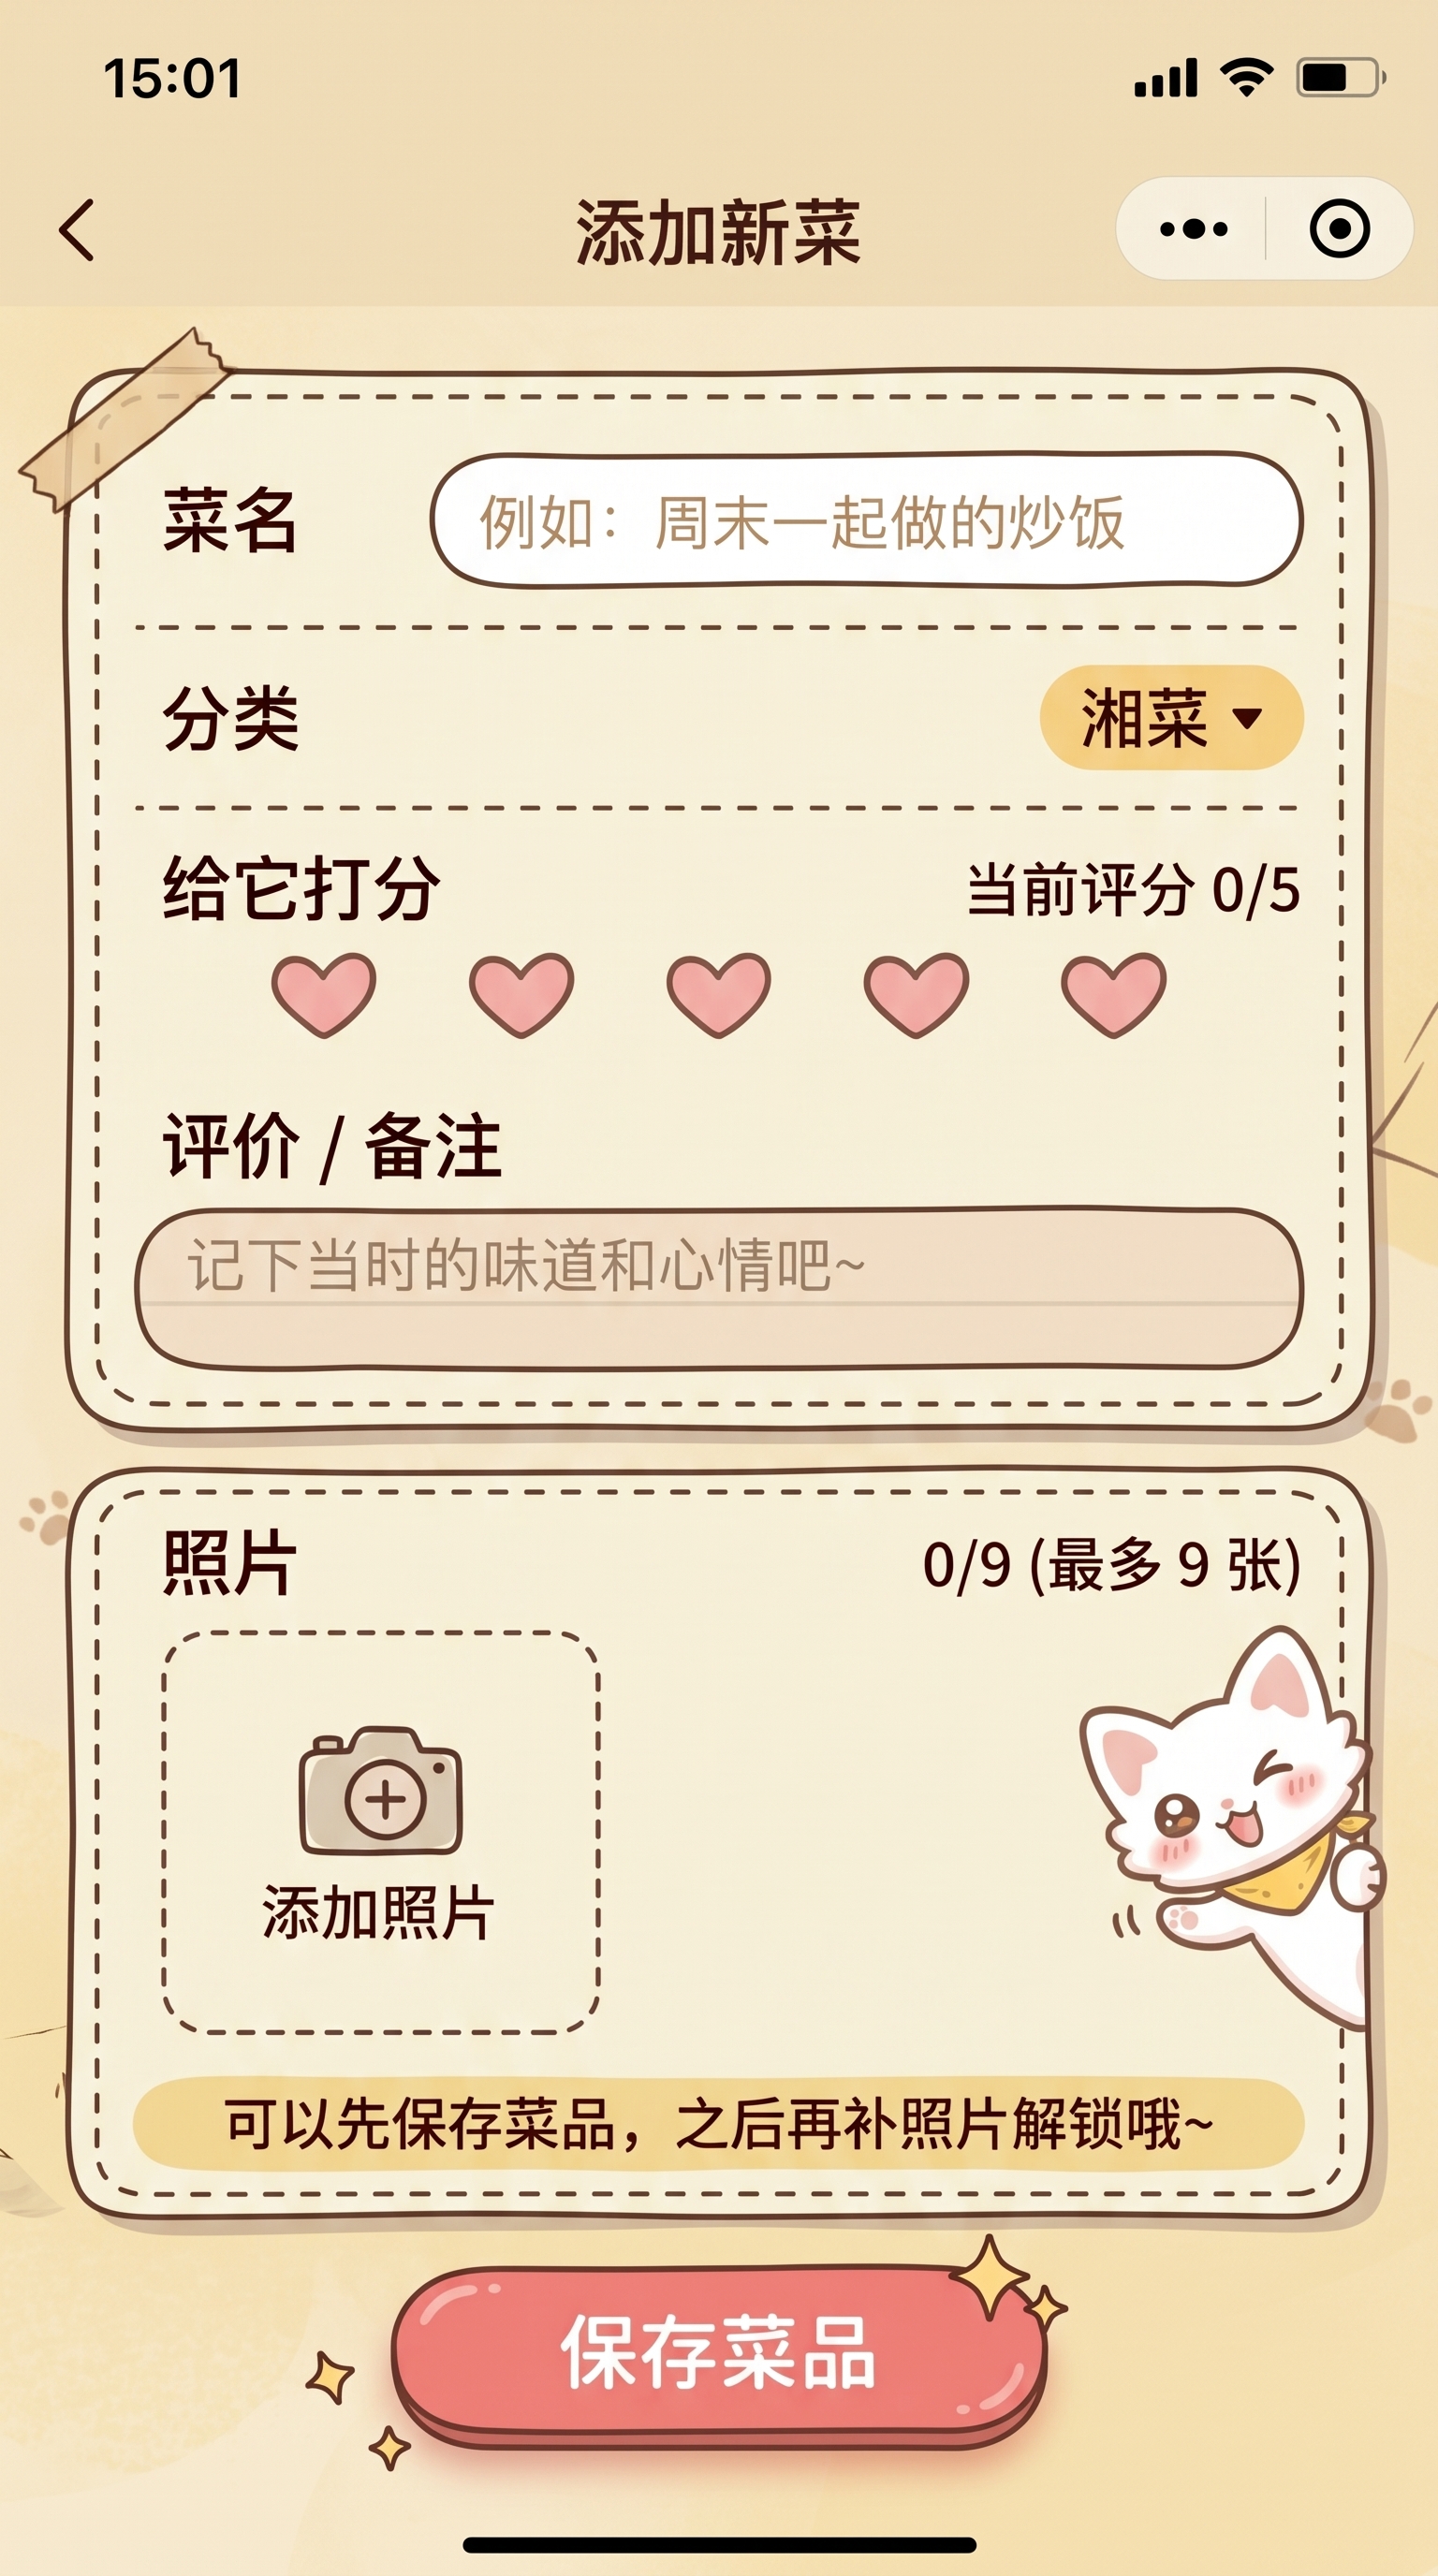 15:01
添加新菜
菜名
例如：周末一起做的炒饭
分类
湘菜
给它打分
当前评分 0/5
评价 / 备注
记下当时的味道和心情吧~
照片
0/9 (最多 9 张)
添加照片
可以先保存菜品，之后再补照片解锁哦~
保存菜品